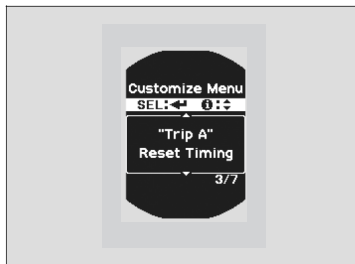 Customize Menu
SEL:↵ ℹ:♦
"Trip A"
Reset Timing
3/7